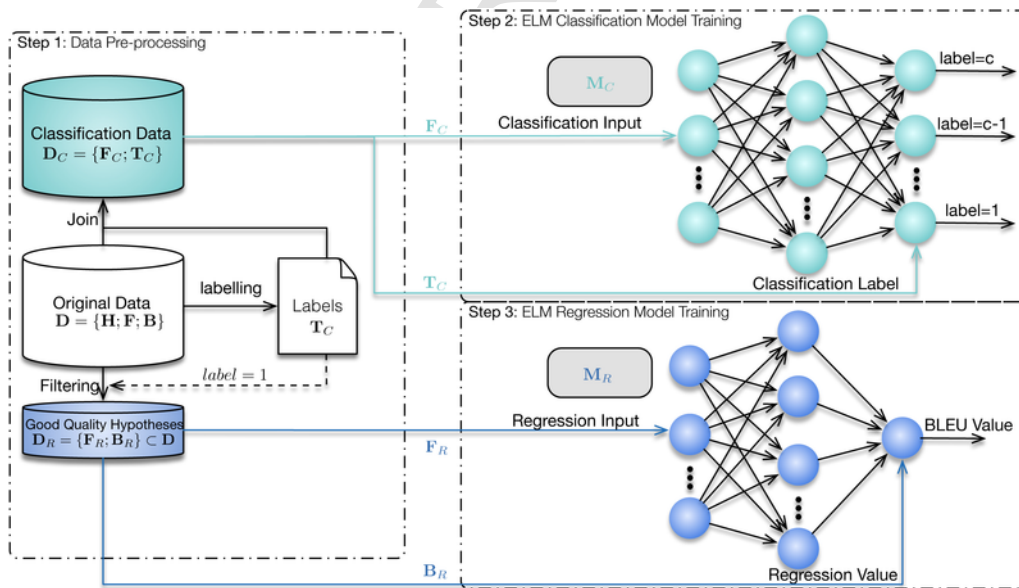 Step 1: Data Pre-processing
Classification Data
𝐃_C = {𝐅_C; 𝐓_C}
Join
Original Data
𝐃 = {𝐇; 𝐅; 𝐁}
labelling
Labels
𝐓_C
Filtering
label = 1
Good Quality Hypotheses
𝐃_R = {𝐅_R; 𝐁_R} ⊂ 𝐃
𝐅_C
𝐓_C
𝐅_R
𝐁_R
Step 2: ELM Classification Model Training
𝐌_C
Classification Input
label=c
label=c-1
label=1
Classification Label
Step 3: ELM Regression Model Training
𝐌_R
Regression Input
BLEU Value
Regression Value